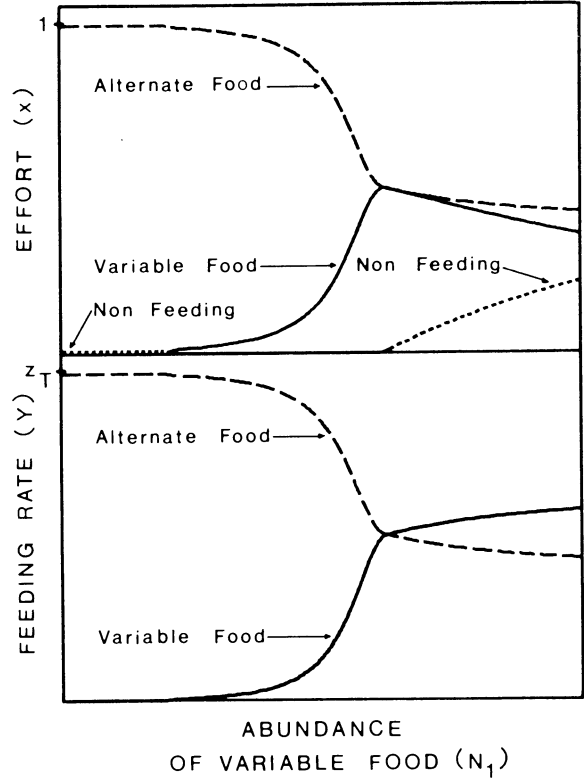 1
EFFORT (x)
Alternate Food
Variable Food
Non Feeding
Non Feeding
zT
FEEDING RATE (Y)
Alternate Food
Variable Food
ABUNDANCE
OF VARIABLE FOOD (N1)